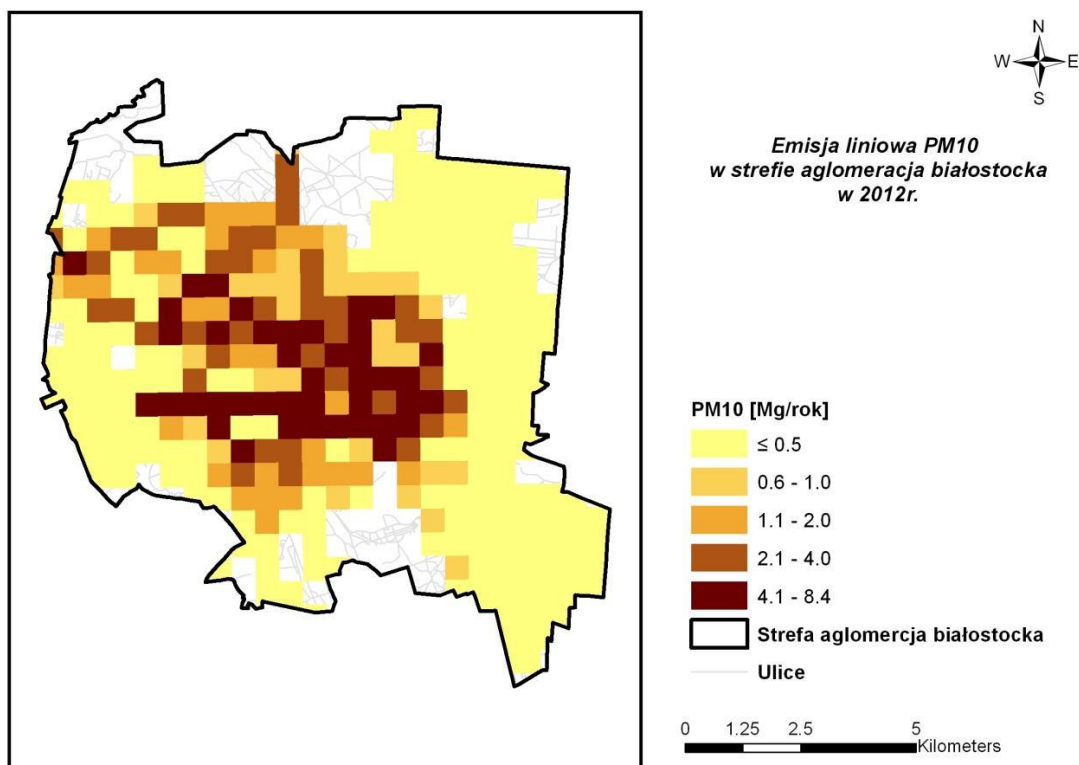 N
W E
S
Emisja liniowa PM10
w strefie aglomeracja białostocka
w 2012r.
PM10 [Mg/rok]
≤ 0.5
0.6 - 1.0
1.1 - 2.0
2.1 - 4.0
4.1 - 8.4
Strefa aglomercja białostocka
Ulice
0 1.25 2.5 5
Kilometers